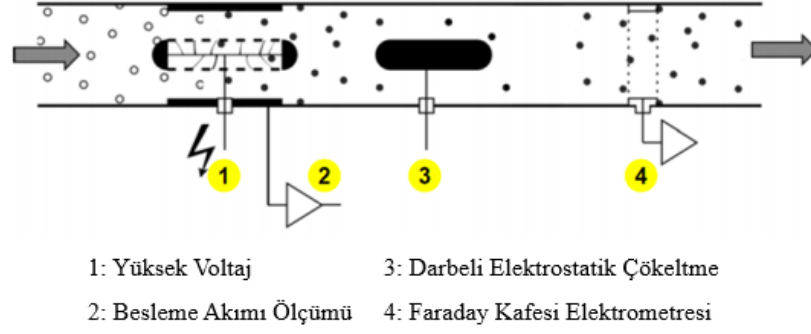 1 2 3 4
1: Yüksek Voltaj 3: Darbeli Elektrostatik Çökeltme
2: Besleme Akımı Ölçümü 4: Faraday Kafesi Elektrometresi